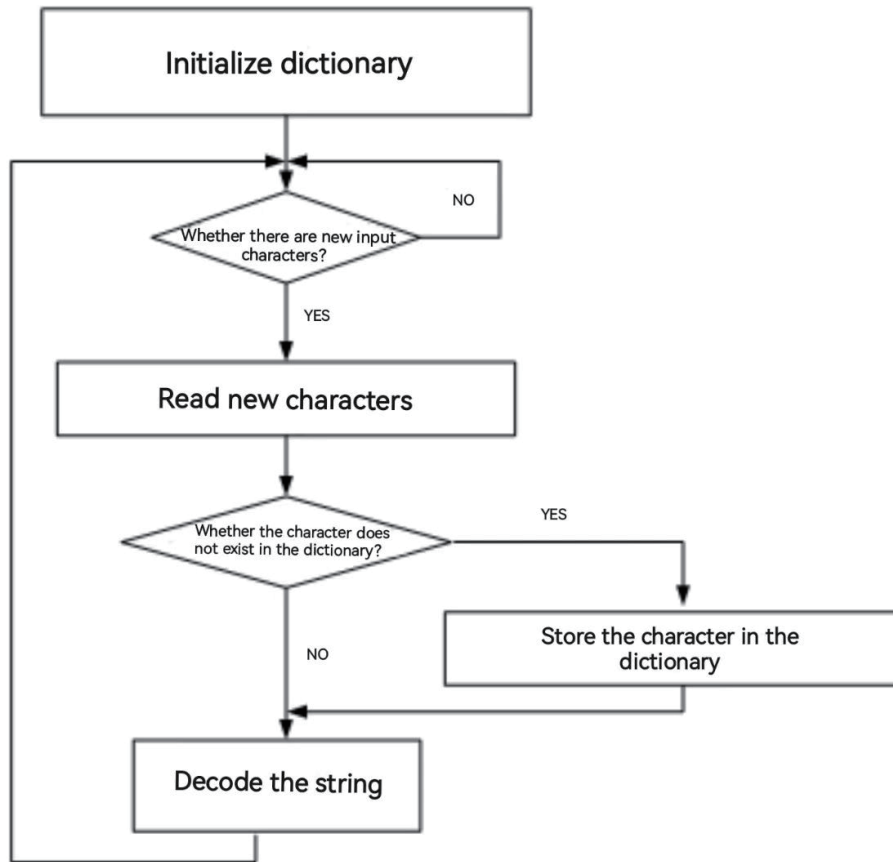 Initialize dictionary
NO
Whether there are new input
characters?
YES
Read new characters
Whether the character does
not exist in the dictionary?
YES
NO
Store the character in the
dictionary
Decode the string